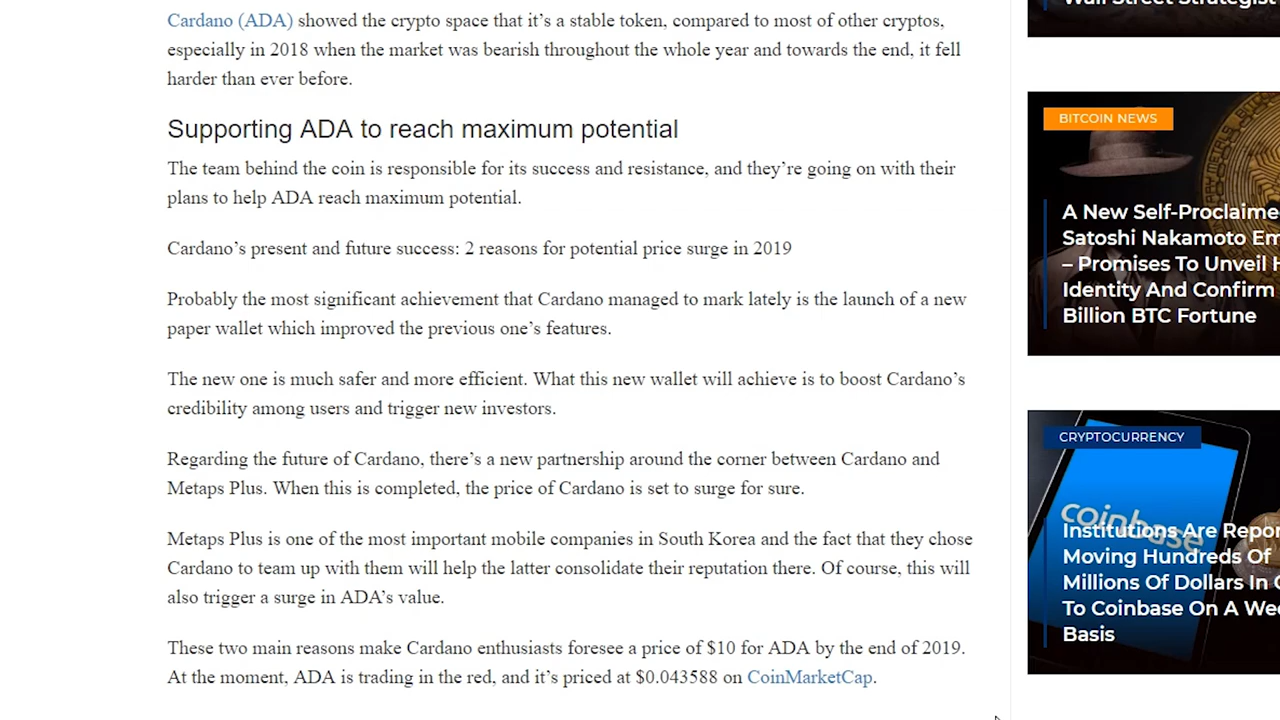 Cardano (ADA) showed the crypto space that it's a stable token, compared to most of other cryptos,
especially in 2018 when the market was bearish throughout the whole year and towards the end, it fell
harder than ever before.
Supporting ADA to reach maximum potential
The team behind the coin is responsible for its success and resistance, and they're going on with their
plans to help ADA reach maximum potential.
Cardano's present and future success: 2 reasons for potential price surge in 2019
Probably the most significant achievement that Cardano managed to mark lately is the launch of a new
paper wallet which improved the previous one's features.
The new one is much safer and more efficient. What this new wallet will achieve is to boost Cardano's
credibility among users and trigger new investors.
Regarding the future of Cardano, there's a new partnership around the corner between Cardano and
Metaps Plus. When this is completed, the price of Cardano is set to surge for sure.
Metaps Plus is one of the most important mobile companies in South Korea and the fact that they chose
Cardano to team up with them will help the latter consolidate their reputation there. Of course, this will
also trigger a surge in ADA's value.
These two main reasons make Cardano enthusiasts foresee a price of $10 for ADA by the end of 2019.
At the moment, ADA is trading in the red, and it's priced at $0.043588 on CoinMarketCap.
Wall Street Strategist
BITCOIN NEWS
A New Self-Proclaime
Satoshi Nakamoto Em
– Promises To Unveil H
Identity And Confirm
Billion BTC Fortune
CRYPTOCURRENCY
coinbase
Institutions Are Repor
Moving Hundreds Of
Millions Of Dollars In C
To Coinbase On A Wee
Basis